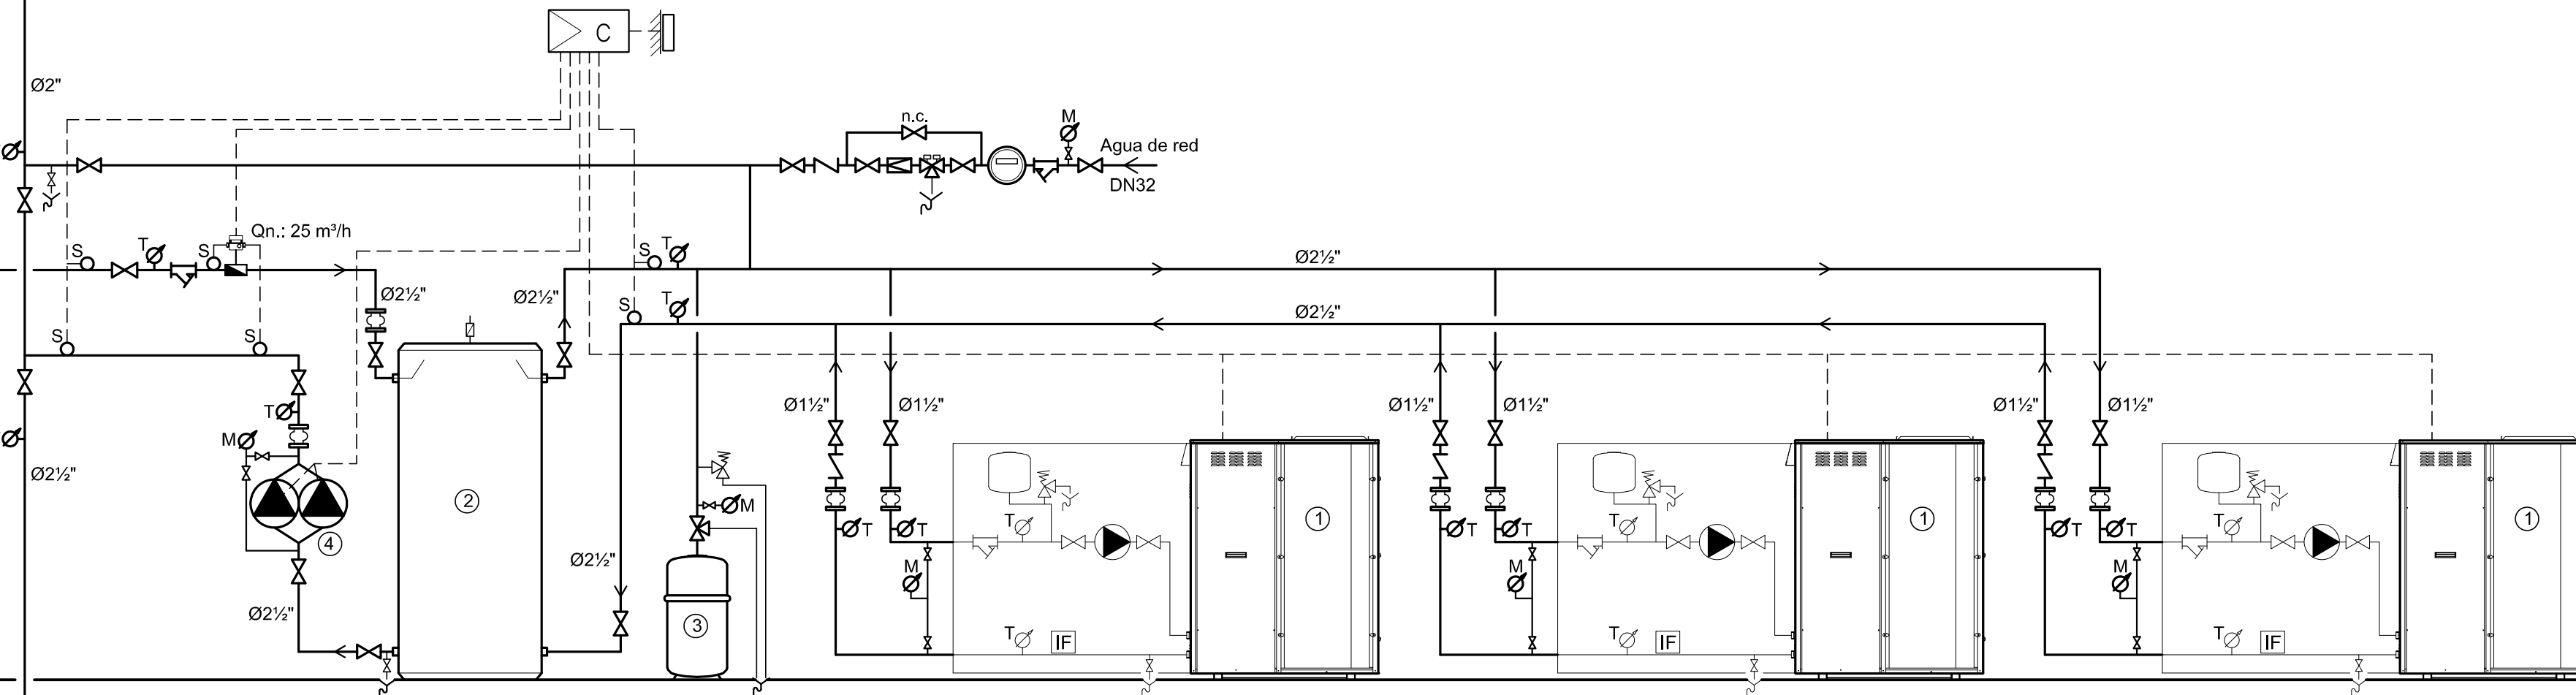 C
Ø2"
n.c.
M
Agua de red
DN32
Qn.: 25 m³/h
S
T
S
S
T
Ø2½"
Ø2½"
Ø2½"
S
T
Ø2½"
S
S
T
M
Ø1½"
Ø1½"
Ø1½"
Ø1½"
Ø1½"
Ø1½"
Ø2½"
2
4
M
T
T
T
1
T
T
T
1
T
T
T
1
Ø2½"
M
M
M
Ø2½"
3
T
IF
T
IF
T
IF